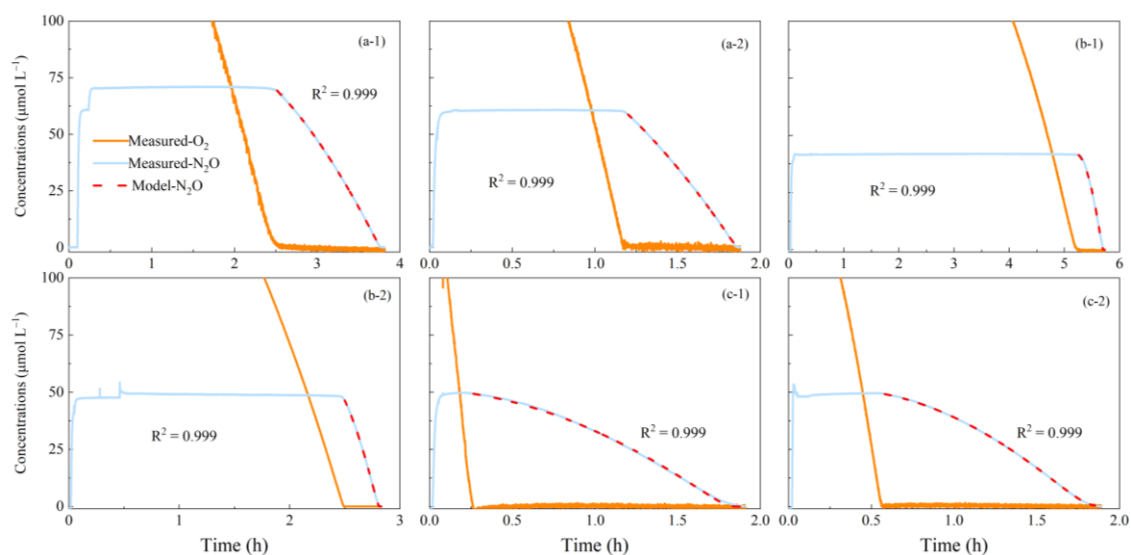 Concentrations (μmol L⁻¹)
100
75
50
25
0
(a-1)
R² = 0.999
Measured-O₂
Measured-N₂O
Model-N₂O
0 1 2 3 4
(a-2)
R² = 0.999
0.0 0.5 1.0 1.5 2.0
(b-1)
R² = 0.999
0 1 2 3 4 5 6
Concentrations (μmol L⁻¹)
100
75
50
25
0
(b-2)
R² = 0.999
0 1 2 3
Time (h)
(c-1)
R² = 0.999
0.0 0.5 1.0 1.5 2.0
Time (h)
(c-2)
R² = 0.999
0.0 0.5 1.0 1.5 2.0
Time (h)